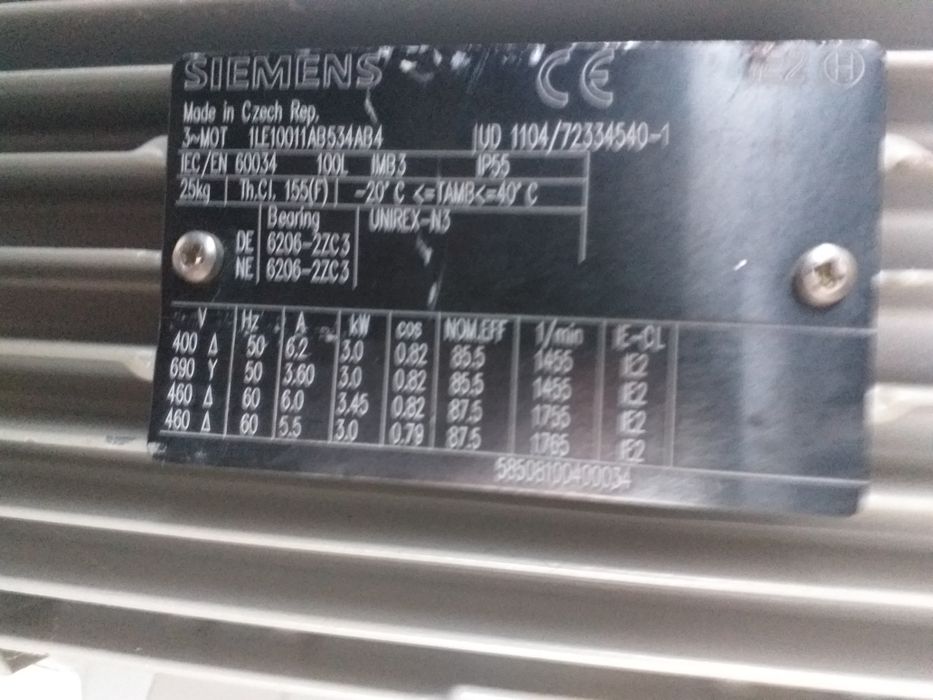 SIEMENS CE IE2 H
Made in Czech Rep.
3~MOT 1LE10011AB534AB4 IUD 1104/72334540-1
IEC/EN 60034 100L IMB3 IP55
25kg Th.Cl. 155(F) -20°C <=TAMB<=40°C
Bearing UNIREX-N3
DE 6206-2ZC3
NE 6206-2ZC3
V Hz A kW cos NOM.EFF 1/min IE-CL
400 Δ 50 6.2 3.0 0.82 85.5 1455 IE2
690 Y 50 3.60 3.0 0.82 85.5 1455 IE2
460 Δ 60 6.0 3.45 0.82 87.5 1755 IE2
460 Δ 60 5.5 3.0 0.79 87.5 1765 IE2
58508100400034